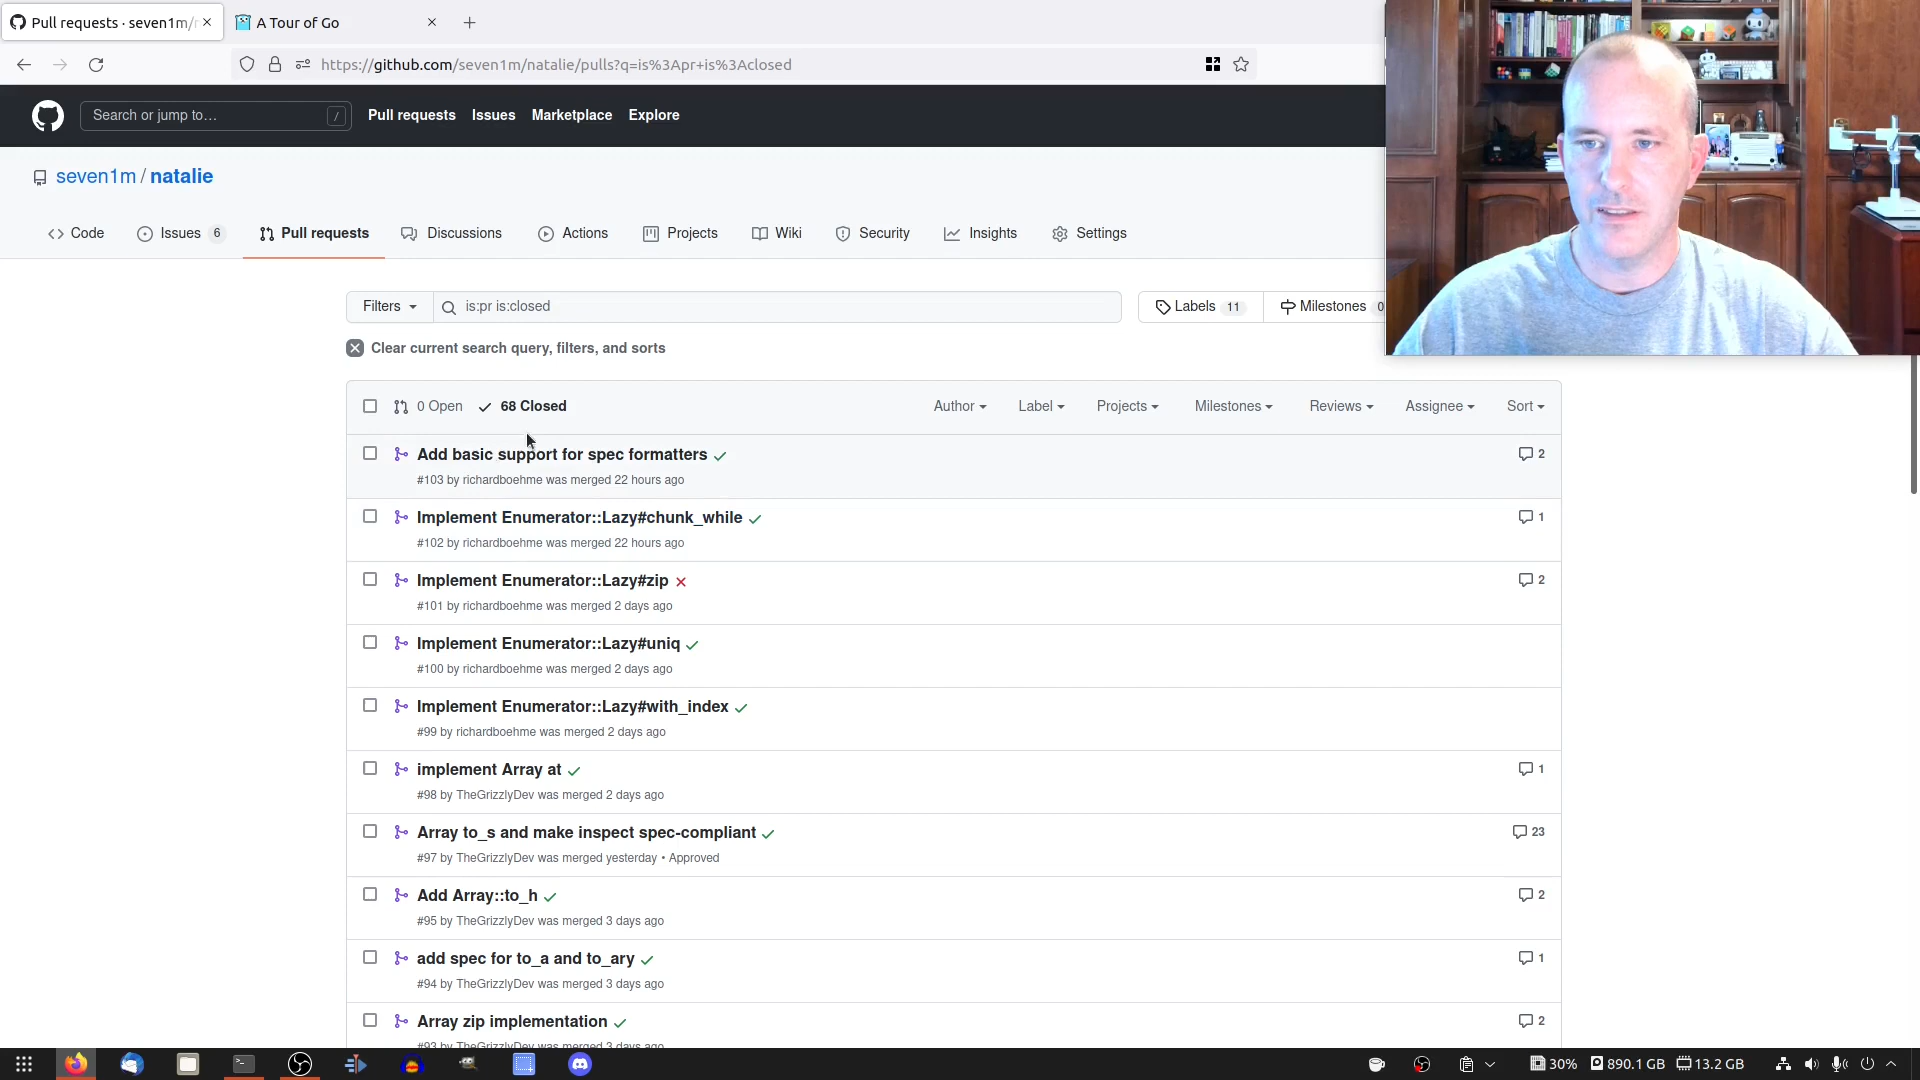 Pull requests · seven1m/
A Tour of Go
https://github.com/seven1m/natalie/pulls?q=is%3Apr+is%3Aclosed
Search or jump to…
/
Pull requests
Issues
Marketplace
Explore
seven1m / natalie
Code
Issues 6
Pull requests
Discussions
Actions
Projects
Wiki
Security
Insights
Settings
Filters
is:pr is:closed
Labels 11
Milestones 0
Clear current search query, filters, and sorts
0 Open
68 Closed
Author
Label
Projects
Milestones
Reviews
Assignee
Sort
Add basic support for spec formatters
2
#103 by richardboehme was merged 22 hours ago
Implement Enumerator::Lazy#chunk_while
1
#102 by richardboehme was merged 22 hours ago
Implement Enumerator::Lazy#zip
2
#101 by richardboehme was merged 2 days ago
Implement Enumerator::Lazy#uniq
#100 by richardboehme was merged 2 days ago
Implement Enumerator::Lazy#with_index
#99 by richardboehme was merged 2 days ago
implement Array at
1
#98 by TheGrizzlyDev was merged 2 days ago
Array to_s and make inspect spec-compliant
23
#97 by TheGrizzlyDev was merged yesterday • Approved
Add Array::to_h
2
#95 by TheGrizzlyDev was merged 3 days ago
add spec for to_a and to_ary
1
#94 by TheGrizzlyDev was merged 3 days ago
Array zip implementation
2
#93 by TheGrizzlyDev was merged 3 days ago
30%
890.1 GB
13.2 GB